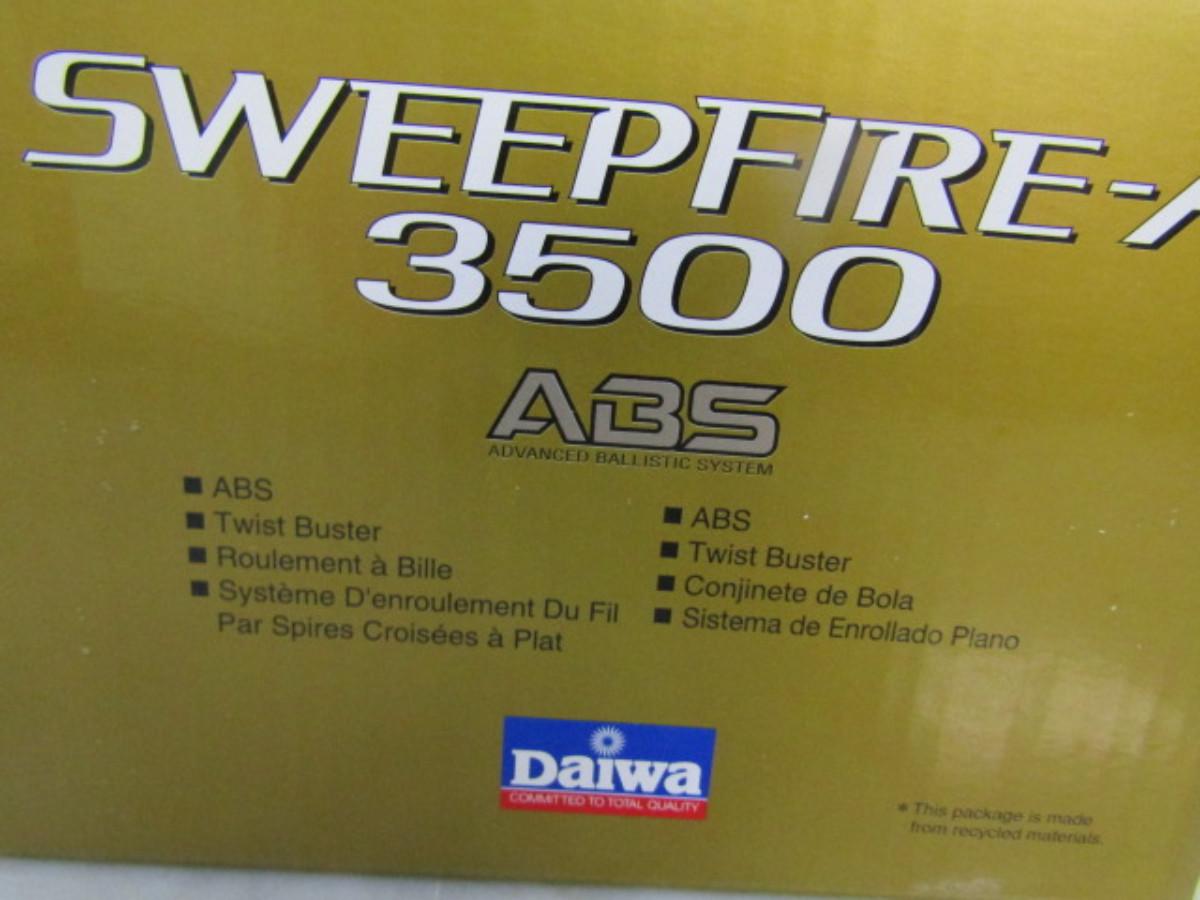 SWEEPFIRE-
3500
ABS
ADVANCED BALLISTIC SYSTEM
■ ABS
■ Twist Buster
■ Roulement à Bille
■ Système D'enroulement Du Fil
Par Spires Croisées à Plat
■ ABS
■ Twist Buster
■ Conjinete de Bola
■ Sistema de Enrollado Plano
Daiwa
COMMITTED TO TOTAL QUALITY
* This package is made
from recycled materials.